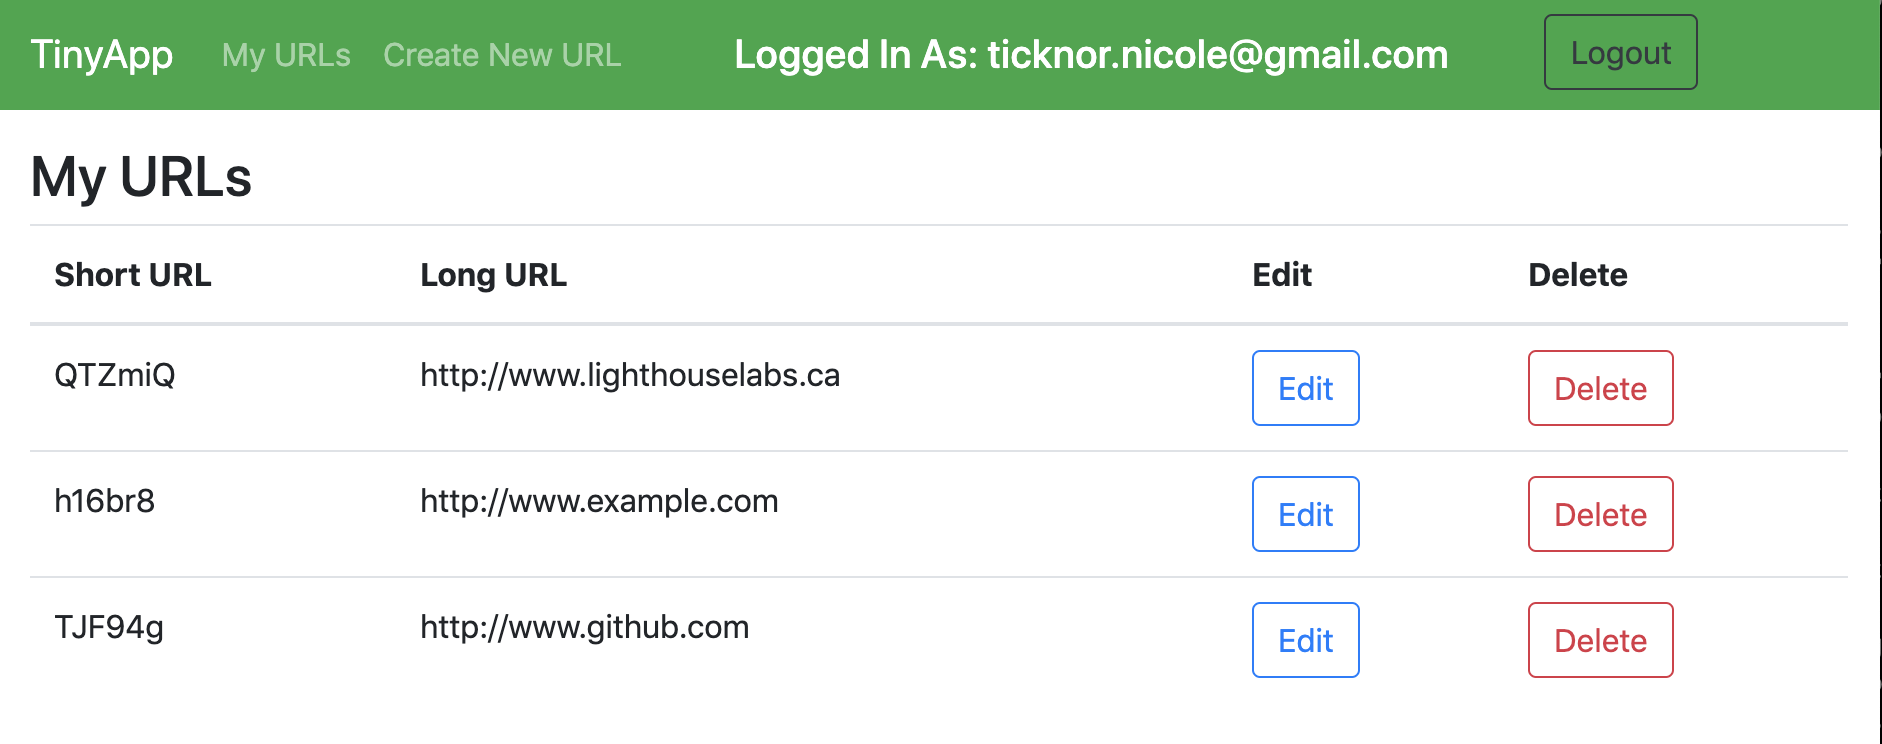 TinyApp My URLs Create New URL Logged In As: ticknor.nicole@gmail.com Logout
My URLs
Short URL Long URL Edit Delete
QTZmiQ http://www.lighthouselabs.ca Edit Delete
h16br8 http://www.example.com Edit Delete
TJF94g http://www.github.com Edit Delete